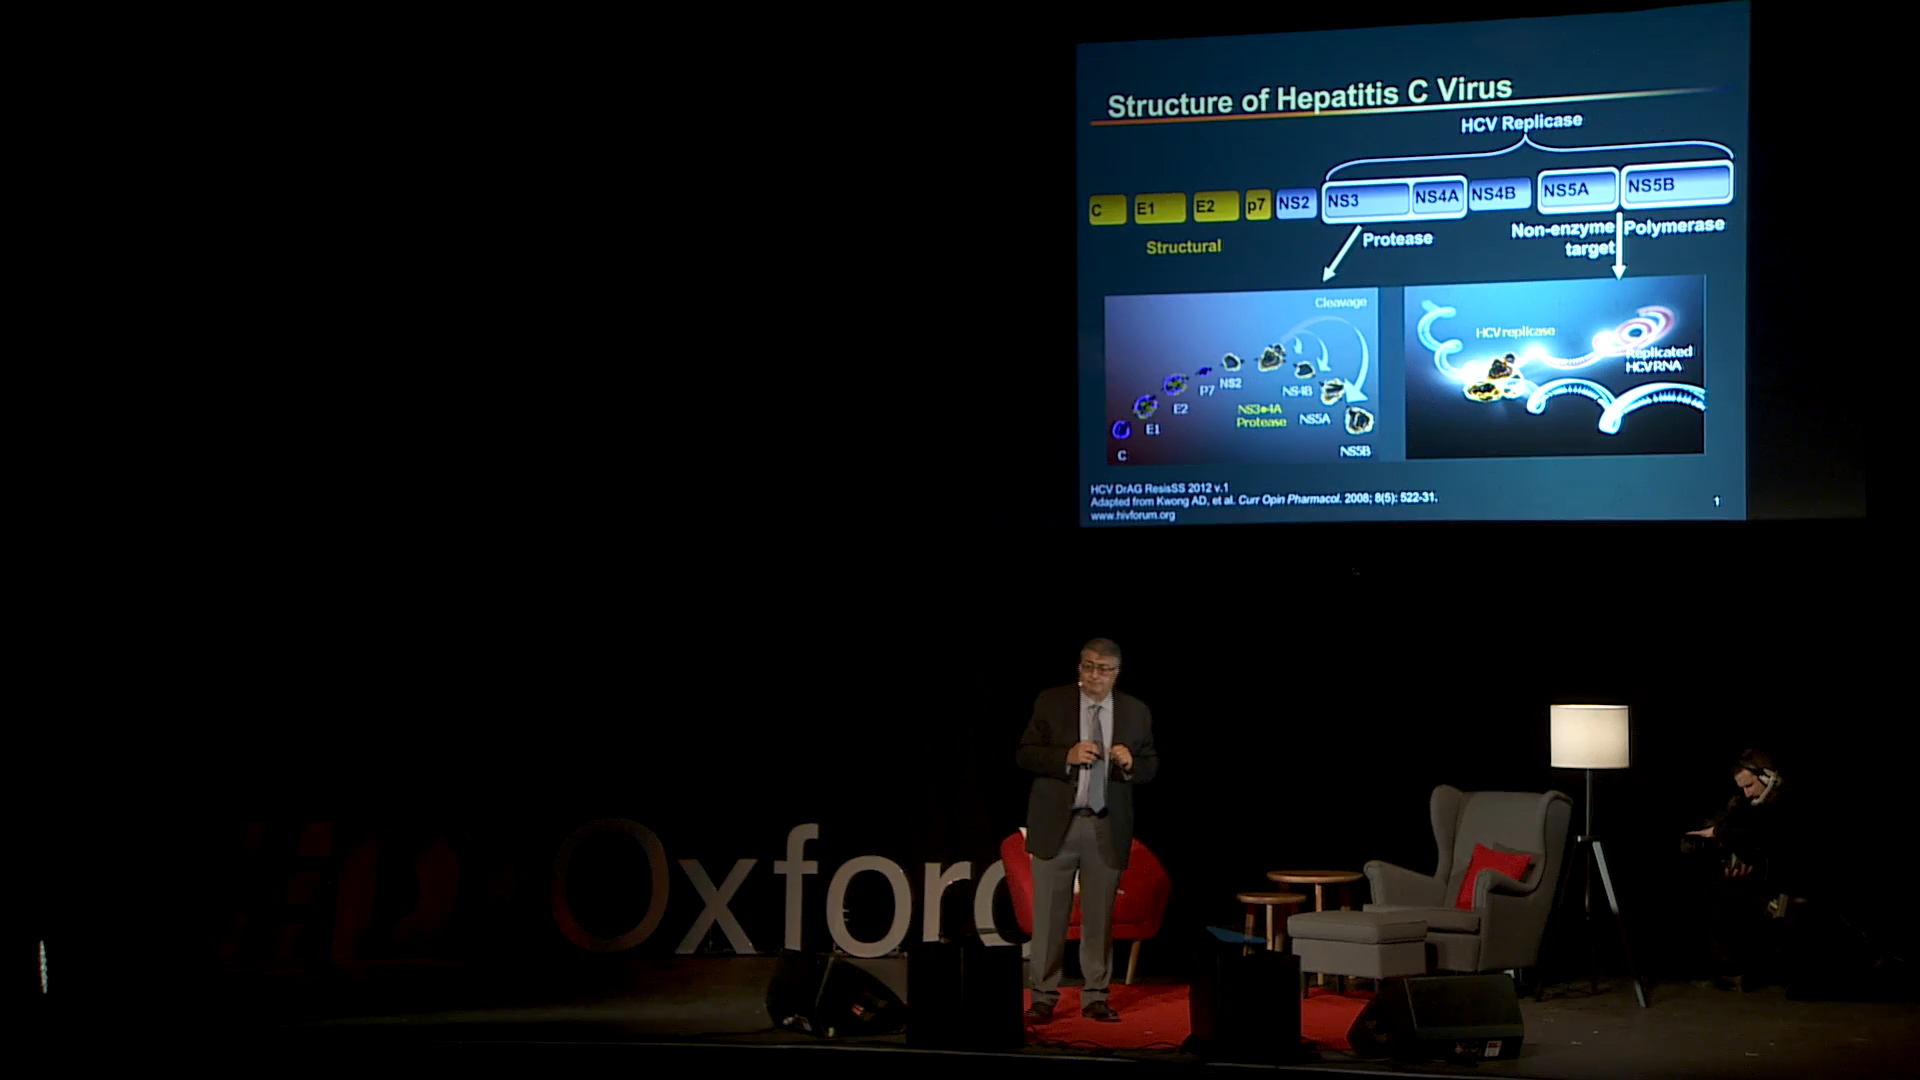 Structure of Hepatitis C Virus
HCV Replicase
C E1 E2 p7 NS2 NS3 NS4A NS4B NS5A NS5B
Structural
Protease
Non-enzyme
target
Polymerase
Cleavage
C
E1
E2
P7
NS2
NS3•4A
Protease
NS4B
NS5A
NS5B
HCV replicase
Replicated
HCV RNA
HCV DrAG ResisSS 2012 v.1
Adapted from Kwong AD, et al. Curr Opin Pharmacol. 2008; 8(5): 522-31.
www.hivforum.org
1
Oxford